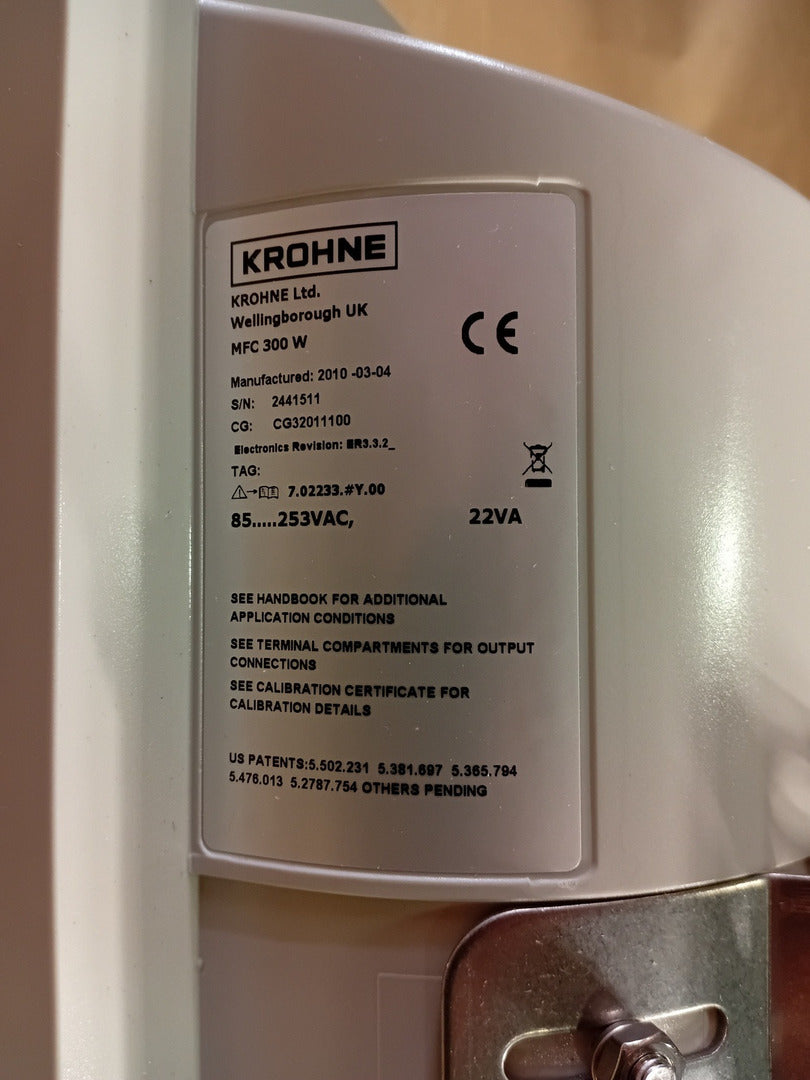 KROHNE
KROHNE Ltd.
Wellingborough UK
MFC 300 W
CE
Manufactured: 2010 -03-04
S/N: 2441511
CG: CG32011100
Electronics Revision: ER3.3.2_
TAG:
7.02233.#Y.00
85.....253VAC, 22VA
SEE HANDBOOK FOR ADDITIONAL
APPLICATION CONDITIONS
SEE TERMINAL COMPARTMENTS FOR OUTPUT
CONNECTIONS
SEE CALIBRATION CERTIFICATE FOR
CALIBRATION DETAILS
US PATENTS:5.502.231 5.381.697 5.365.794
5.476.013 5.2787.754 OTHERS PENDING